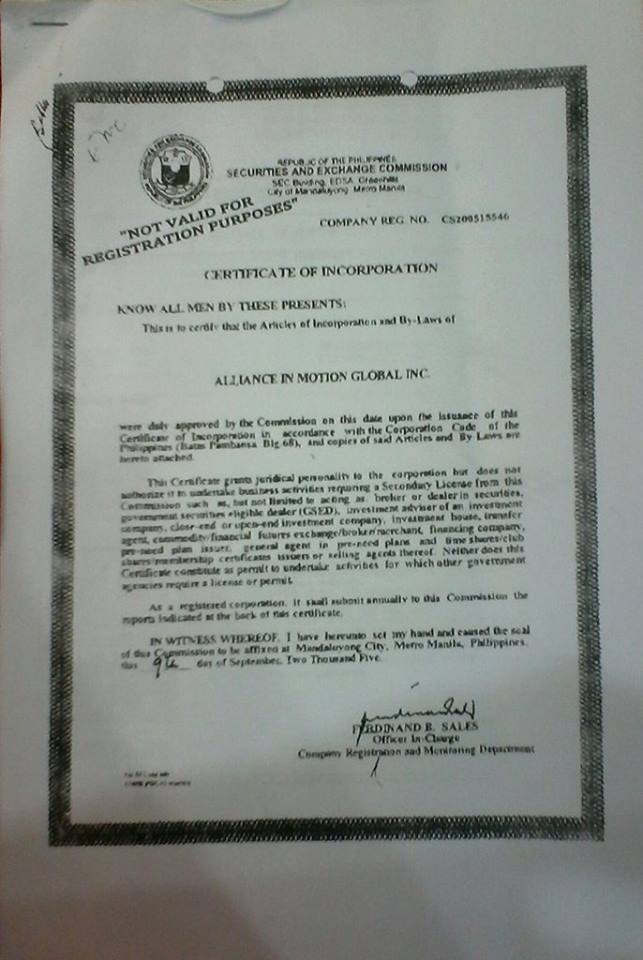 REPUBLIC OF THE PHILIPPINES
SECURITIES AND EXCHANGE COMMISSION
SEC Building, EDSA, Greenhills
City of Mandaluyong, Metro Manila
"NOT VALID FOR
REGISTRATION PURPOSES"
COMPANY REG. NO. CS200515546
CERTIFICATE OF INCORPORATION
KNOW ALL MEN BY THESE PRESENTS:
This is to certify that the Articles of Incorporation and By-Laws of
ALLIANCE IN MOTION GLOBAL INC.
were duly approved by the Commission on this date upon the issuance of this
Certificate of Incorporation in accordance with the Corporation Code of the
Philippines (Batas Pambansa Blg. 68), and copies of said Articles and By-Laws are
hereto attached.
This Certificate grants juridical personality to the corporation but does not
authorize it to undertake business activities requiring a Secondary License from this
Commission such as, but not limited to acting as: broker or dealer in securities,
government securities eligible dealer (GSED), investment adviser of an investment
company, close-end or open-end investment company, investment house, transfer
agent, commodity/financial futures exchange/broker/merchant, financing company,
pre-need plan issuer, general agent in pre-need plans and time shares/club
shares/membership certificates issuers or selling agents thereof. Neither does this
Certificate constitute as permit to undertake activities for which other government
agencies require a license or permit.
As a registered corporation, it shall submit annually to this Commission the
reports indicated at the back of this certificate.
IN WITNESS WHEREOF, I have hereunto set my hand and caused the seal
of this Commission to be affixed at Mandaluyong City, Metro Manila, Philippines,
this 9th day of September, Two Thousand Five.
FERDINAND B. SALES
Officer In-Charge
Company Registration and Monitoring Department